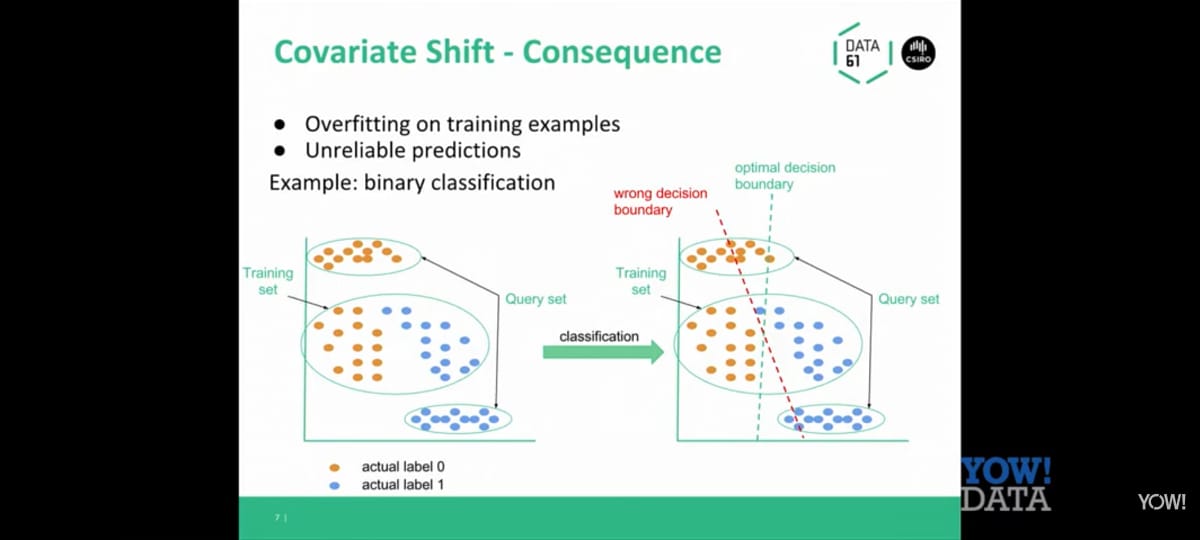 Covariate Shift - Consequence
DATA
61
CSIRO
● Overfitting on training examples
● Unreliable predictions
Example: binary classification
optimal decision
boundary
wrong decision
boundary
Training
set
Query set
classification
Training
set
Query set
actual label 0
actual label 1
7 |
YOW!
DATA
YOW!